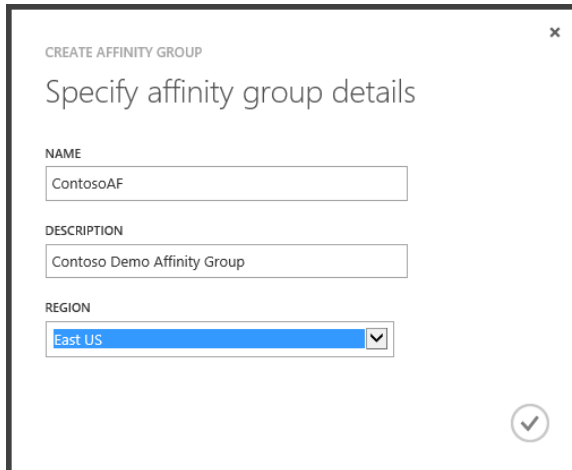 CREATE AFFINITY GROUP
Specify affinity group details
NAME
ContosoAF
DESCRIPTION
Contoso Demo Affinity Group
REGION
East US